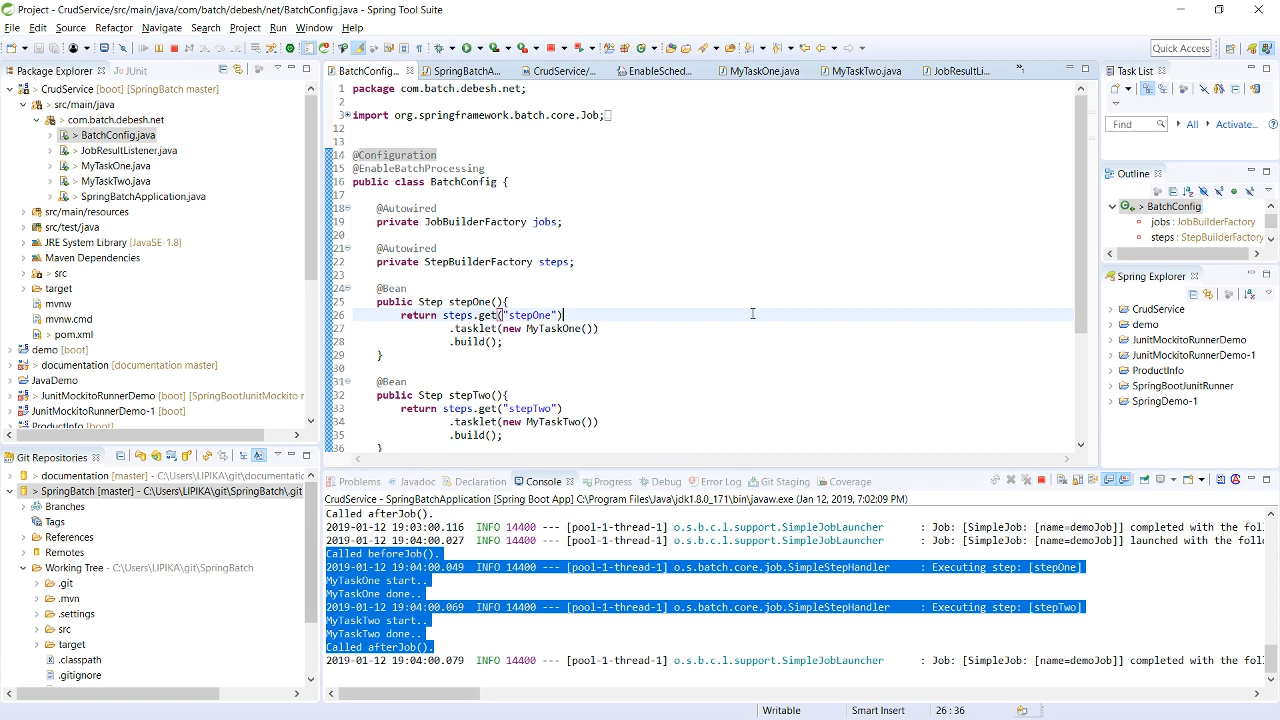 Project - CrudService/src/main/java/com/batch/debesh/net/BatchConfig.java - Spring Tool Suite
File Edit Source Refactor Navigate Search Project Run Window Help
Quick Access
Package Explorer
JUnit
CrudService [boot] [SpringBatch master]
src/main/java
com.batch.debesh.net
> BatchConfig.java
> JobResultListener.java
> MyTaskOne.java
> MyTaskTwo.java
> SpringBatchApplication.java
src/main/resources
src/test/java
JRE System Library [JavaSE-1.8]
Maven Dependencies
> src
> target
mvnw
mvnw.cmd
> pom.xml
demo [boot]
> documentation [documentation master]
JavaDemo
> JunitMockitoRunnerDemo [boot] [SpringBootJunitMockito r
JunitMockitoRunnerDemo-1 [boot]
ProductInfo [boot]
BatchConfig...
SpringBatchA...
CrudService/...
EnableSched...
MyTaskOne.java
MyTaskTwo.java
JobResultLi...
1 package com.batch.debesh.net;
2
3 import org.springframework.batch.core.Job;
12
13
14 @Configuration
15 @EnableBatchProcessing
16 public class BatchConfig {
17
18 @Autowired
19 private JobBuilderFactory jobs;
20
21 @Autowired
22 private StepBuilderFactory steps;
23
24 @Bean
25 public Step stepOne(){
26 return steps.get("stepOne")
27 .tasklet(new MyTaskOne())
28 .build();
29 }
30
31 @Bean
32 public Step stepTwo(){
33 return steps.get("stepTwo")
34 .tasklet(new MyTaskTwo())
35 .build();
36 }
Task List
Find
All
Activate...
Outline
> BatchConfig
jobs : JobBuilderFactory
steps : StepBuilderFactory
Spring Explorer
CrudService
demo
JunitMockitoRunnerDemo
JunitMockitoRunnerDemo-1
ProductInfo
SpringBootJunitRunner
SpringDemo-1
Git Repositories
> documentation [master] - C:\Users\LIPIKA\git\documentatic
> SpringBatch [master] - C:\Users\LIPIKA\git\SpringBatch\.git
Branches
Tags
References
Remotes
Working Tree - C:\Users\LIPIKA\git\SpringBatch
.git
.mvn
.settings
src
target
.classpath
.gitignore
Problems
Declaration
Console
Progress
Debug
Error Log
Git Staging
Coverage
CrudService - SpringBatchApplication [Spring Boot App] C:\Program Files\Java\jdk1.8.0_171\bin\javaw.exe (Jan 12, 2019, 7:02:09 PM)
Called afterJob().
2019-01-12 19:03:00.116 INFO 14400 --- [pool-1-thread-1] o.s.b.c.l.support.SimpleJobLauncher : Job: [SimpleJob: [name=demoJob]] completed with the foll
2019-01-12 19:04:00.027 INFO 14400 --- [pool-1-thread-1] o.s.b.c.l.support.SimpleJobLauncher : Job: [SimpleJob: [name=demoJob]] launched with the follo
Called beforeJob().
2019-01-12 19:04:00.049 INFO 14400 --- [pool-1-thread-1] o.s.batch.core.job.SimpleStepHandler : Executing step: [stepOne]
MyTaskOne start..
MyTaskOne done..
2019-01-12 19:04:00.069 INFO 14400 --- [pool-1-thread-1] o.s.batch.core.job.SimpleStepHandler : Executing step: [stepTwo]
MyTaskTwo start..
MyTaskTwo done..
Called afterJob().
2019-01-12 19:04:00.079 INFO 14400 --- [pool-1-thread-1] o.s.b.c.l.support.SimpleJobLauncher : Job: [SimpleJob: [name=demoJob]] completed with the foll
Writable
Smart Insert
26 : 36